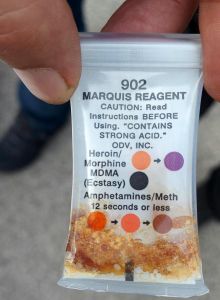 902
MARQUIS REAGENT
CAUTION: Read
Instructions BEFORE
Using. "CONTAINS
STRONG ACID."
ODV, INC.
Heroin/
Morphine
MDMA
(Ecstasy)
Amphetamines/Meth
12 seconds or less